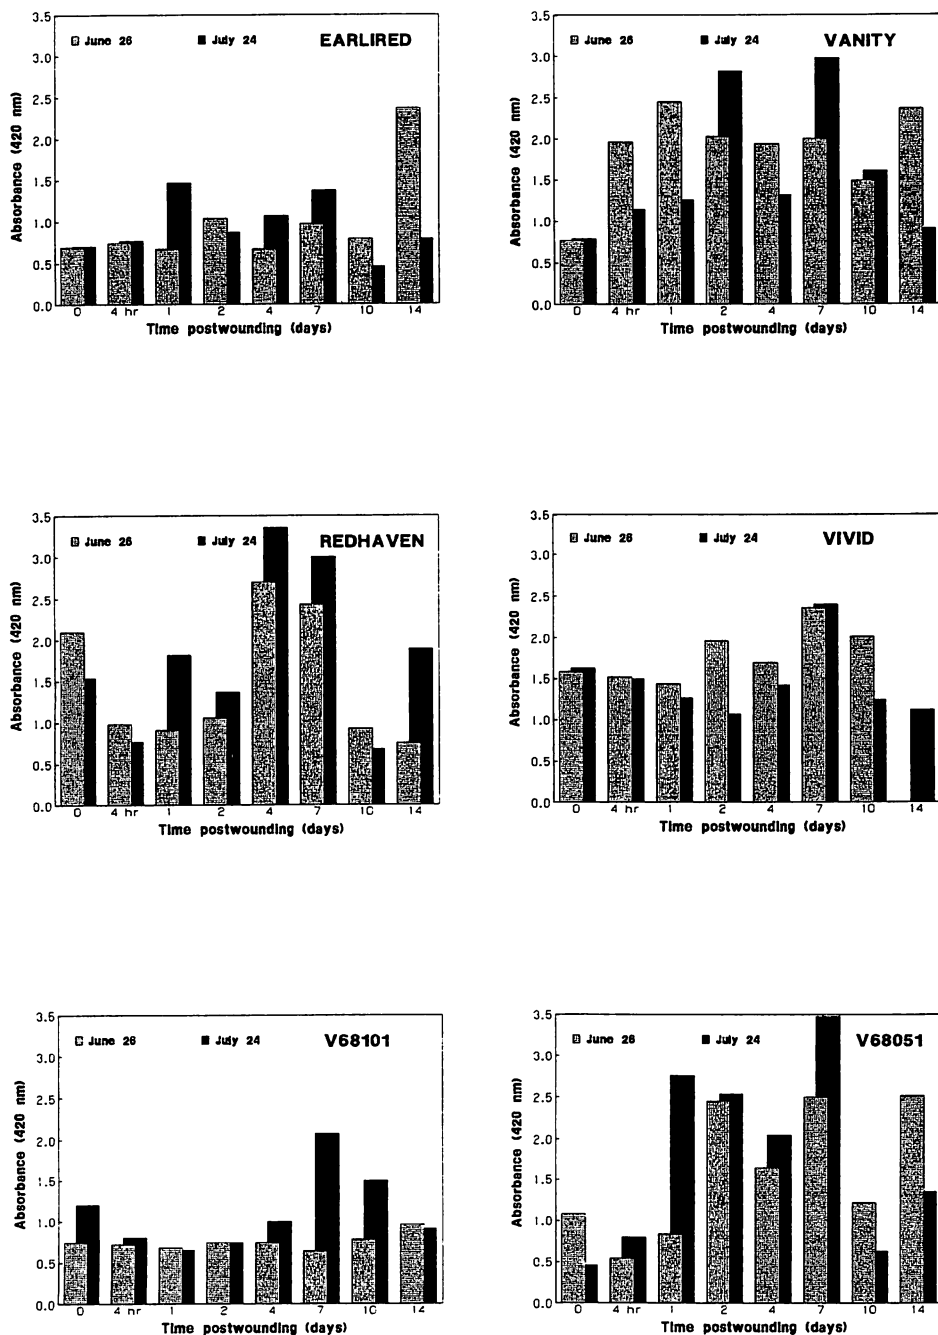 3.5
June 26 July 24 EARLIRED
3.0
2.5
2.0
1.5
1.0
0.5
0.0
Absorbance (420 nm)
0 4 hr 1 2 4 7 10 14
Time postwounding (days)
3.5
June 26 July 24 VANITY
3.0
2.5
2.0
1.5
1.0
0.5
0.0
Absorbance (420 nm)
0 4 hr 1 2 4 7 10 14
Time postwounding (days)
3.5
June 26 July 24 REDHAVEN
3.0
2.5
2.0
1.5
1.0
0.5
0.0
Absorbance (420 nm)
0 4 hr 1 2 4 7 10 14
Time postwounding (days)
3.5
June 26 July 24 VIVID
3.0
2.5
2.0
1.5
1.0
0.5
0.0
Absorbance (420 nm)
0 4 hr 1 2 4 7 10 14
Time postwounding (days)
3.5
June 26 July 24 V68101
3.0
2.5
2.0
1.5
1.0
0.5
0.0
Absorbance (420 nm)
0 4 hr 1 2 4 7 10 14
Time postwounding (days)
3.5
June 26 July 24 V68051
3.0
2.5
2.0
1.5
1.0
0.5
0.0
Absorbance (420 nm)
0 4 hr 1 2 4 7 10 14
Time postwounding (days)